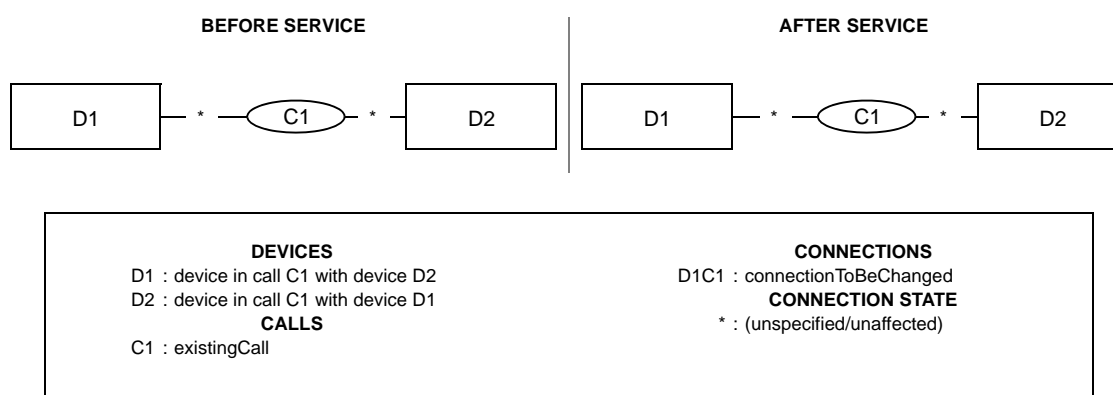 BEFORE SERVICE
AFTER SERVICE
D1 * C1 * D2
D1 * C1 * D2
DEVICES
D1 : device in call C1 with device D2
D2 : device in call C1 with device D1
CALLS
C1 : existingCall
CONNECTIONS
D1C1 : connectionToBeChanged
CONNECTION STATE
* : (unspecified/unaffected)